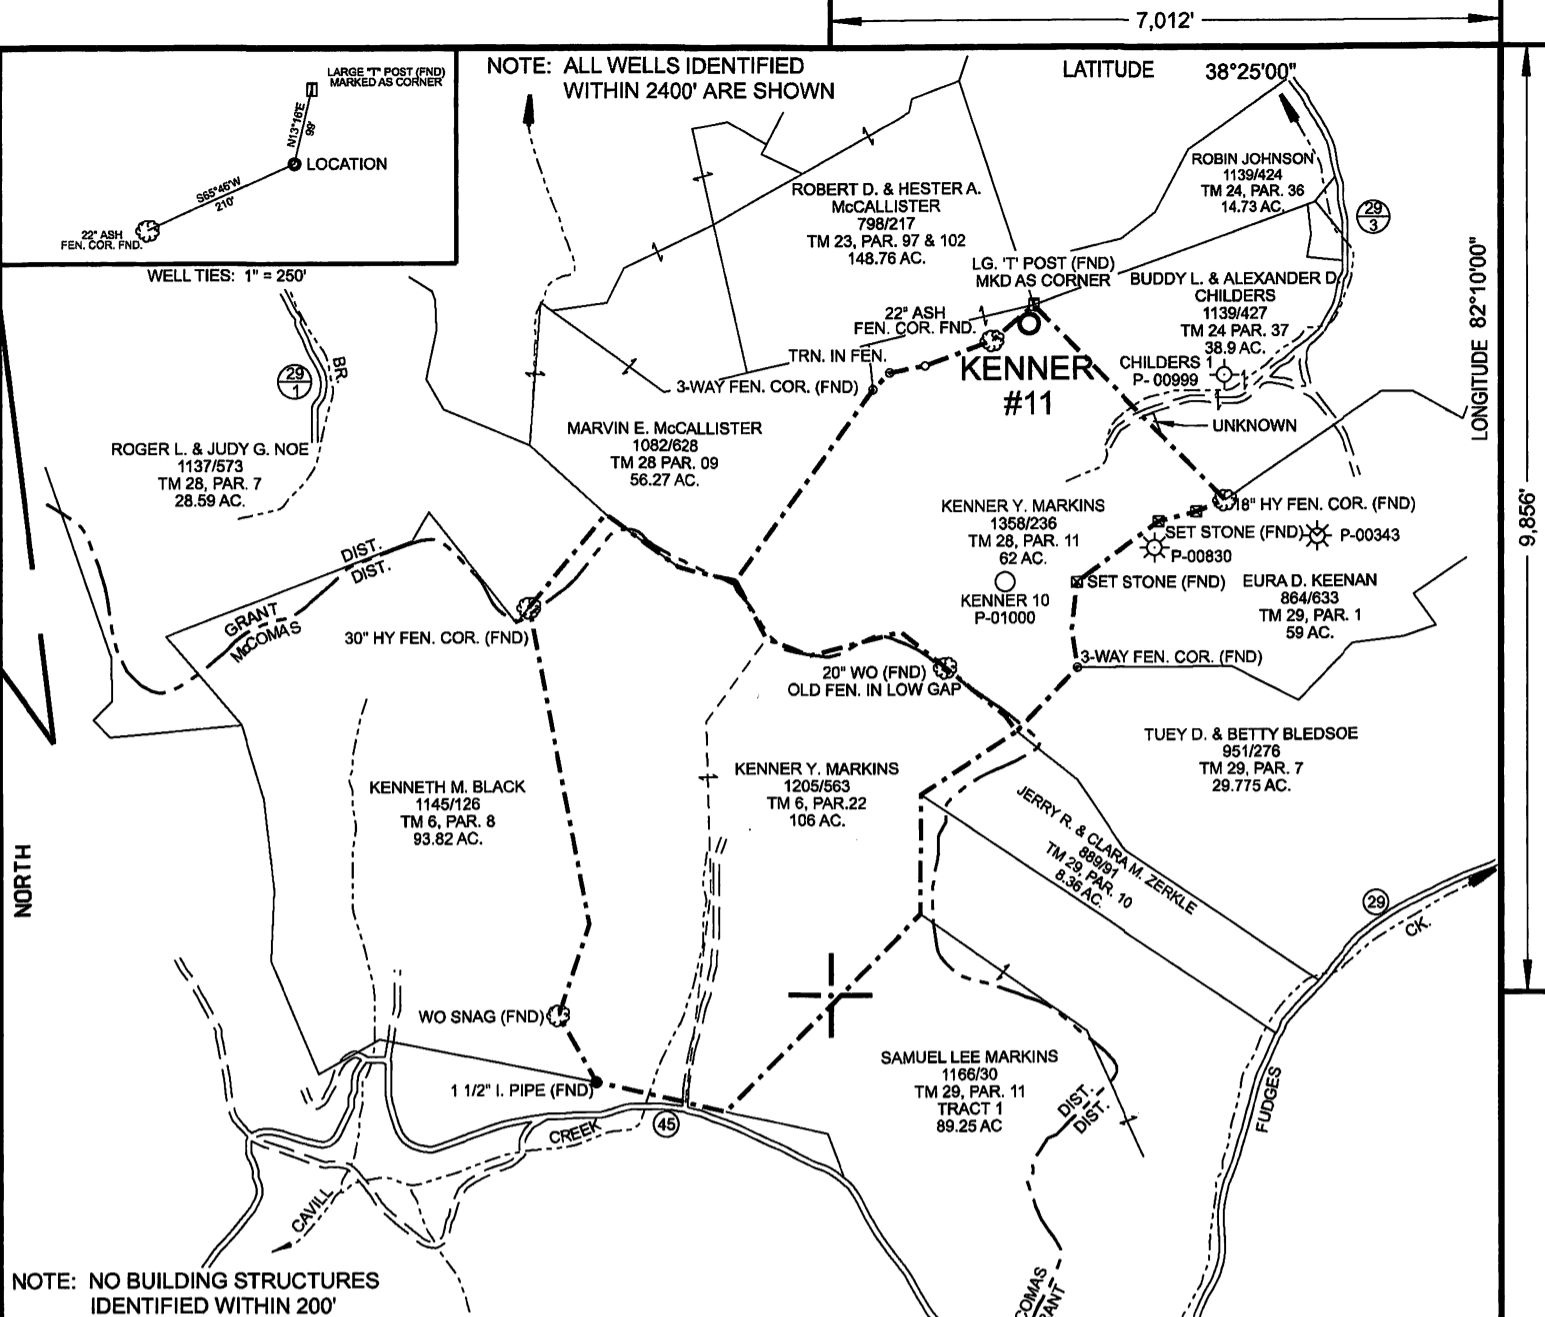 7,012'
LARGE "T" POST (FND)
MARKED AS CORNER
N13°16'E
99'
LOCATION
S65°46'W
210'
22" ASH
FEN. COR. FND.
WELL TIES: 1" = 250'
NOTE: ALL WELLS IDENTIFIED
WITHIN 2400' ARE SHOWN
LATITUDE 38°25'00"
LONGITUDE 82°10'00"
9,856'
ROBIN JOHNSON
1139/424
TM 24, PAR. 36
14.73 AC.
29
3
ROBERT D. & HESTER A.
McCALLISTER
798/217
TM 23, PAR. 97 & 102
148.76 AC.
LG. 'T' POST (FND)
MKD AS CORNER
BUDDY L. & ALEXANDER D.
CHILDERS
1139/427
TM 24 PAR. 37
38.9 AC.
22" ASH
FEN. COR. FND.
TRN. IN FEN.
3-WAY FEN. COR. (FND)
KENNER
#11
CHILDERS 1
P- 00999
UNKNOWN
29
1
BR.
ROGER L. & JUDY G. NOE
1137/573
TM 28, PAR. 7
28.59 AC.
MARVIN E. McCALLISTER
1082/628
TM 28 PAR. 09
56.27 AC.
KENNER Y. MARKINS
1358/236
TM 28, PAR. 11
62 AC.
18" HY FEN. COR. (FND)
SET STONE (FND)
P-00343
P-00830
SET STONE (FND)
KENNER 10
P-01000
EURA D. KEENAN
864/633
TM 29, PAR. 1
59 AC.
DIST.
DIST.
GRANT
McCOMAS
30" HY FEN. COR. (FND)
3-WAY FEN. COR. (FND)
20" WO (FND)
OLD FEN. IN LOW GAP
TUEY D. & BETTY BLEDSOE
951/276
TM 29, PAR. 7
29.775 AC.
KENNETH M. BLACK
1145/126
TM 6, PAR. 8
93.82 AC.
KENNER Y. MARKINS
1205/563
TM 6, PAR.22
106 AC.
JERRY R. & CLARA M. ZERKLE
889/91
TM 29, PAR. 10
8.36 AC.
NORTH
29
CK.
FUDGES
WO SNAG (FND)
1 1/2" I. PIPE (FND)
SAMUEL LEE MARKINS
1166/30
TM 29, PAR. 11
TRACT 1
89.25 AC
DIST.
DIST.
45
CREEK
CAVILL
COMAS
RANT
NOTE: NO BUILDING STRUCTURES
IDENTIFIED WITHIN 200'